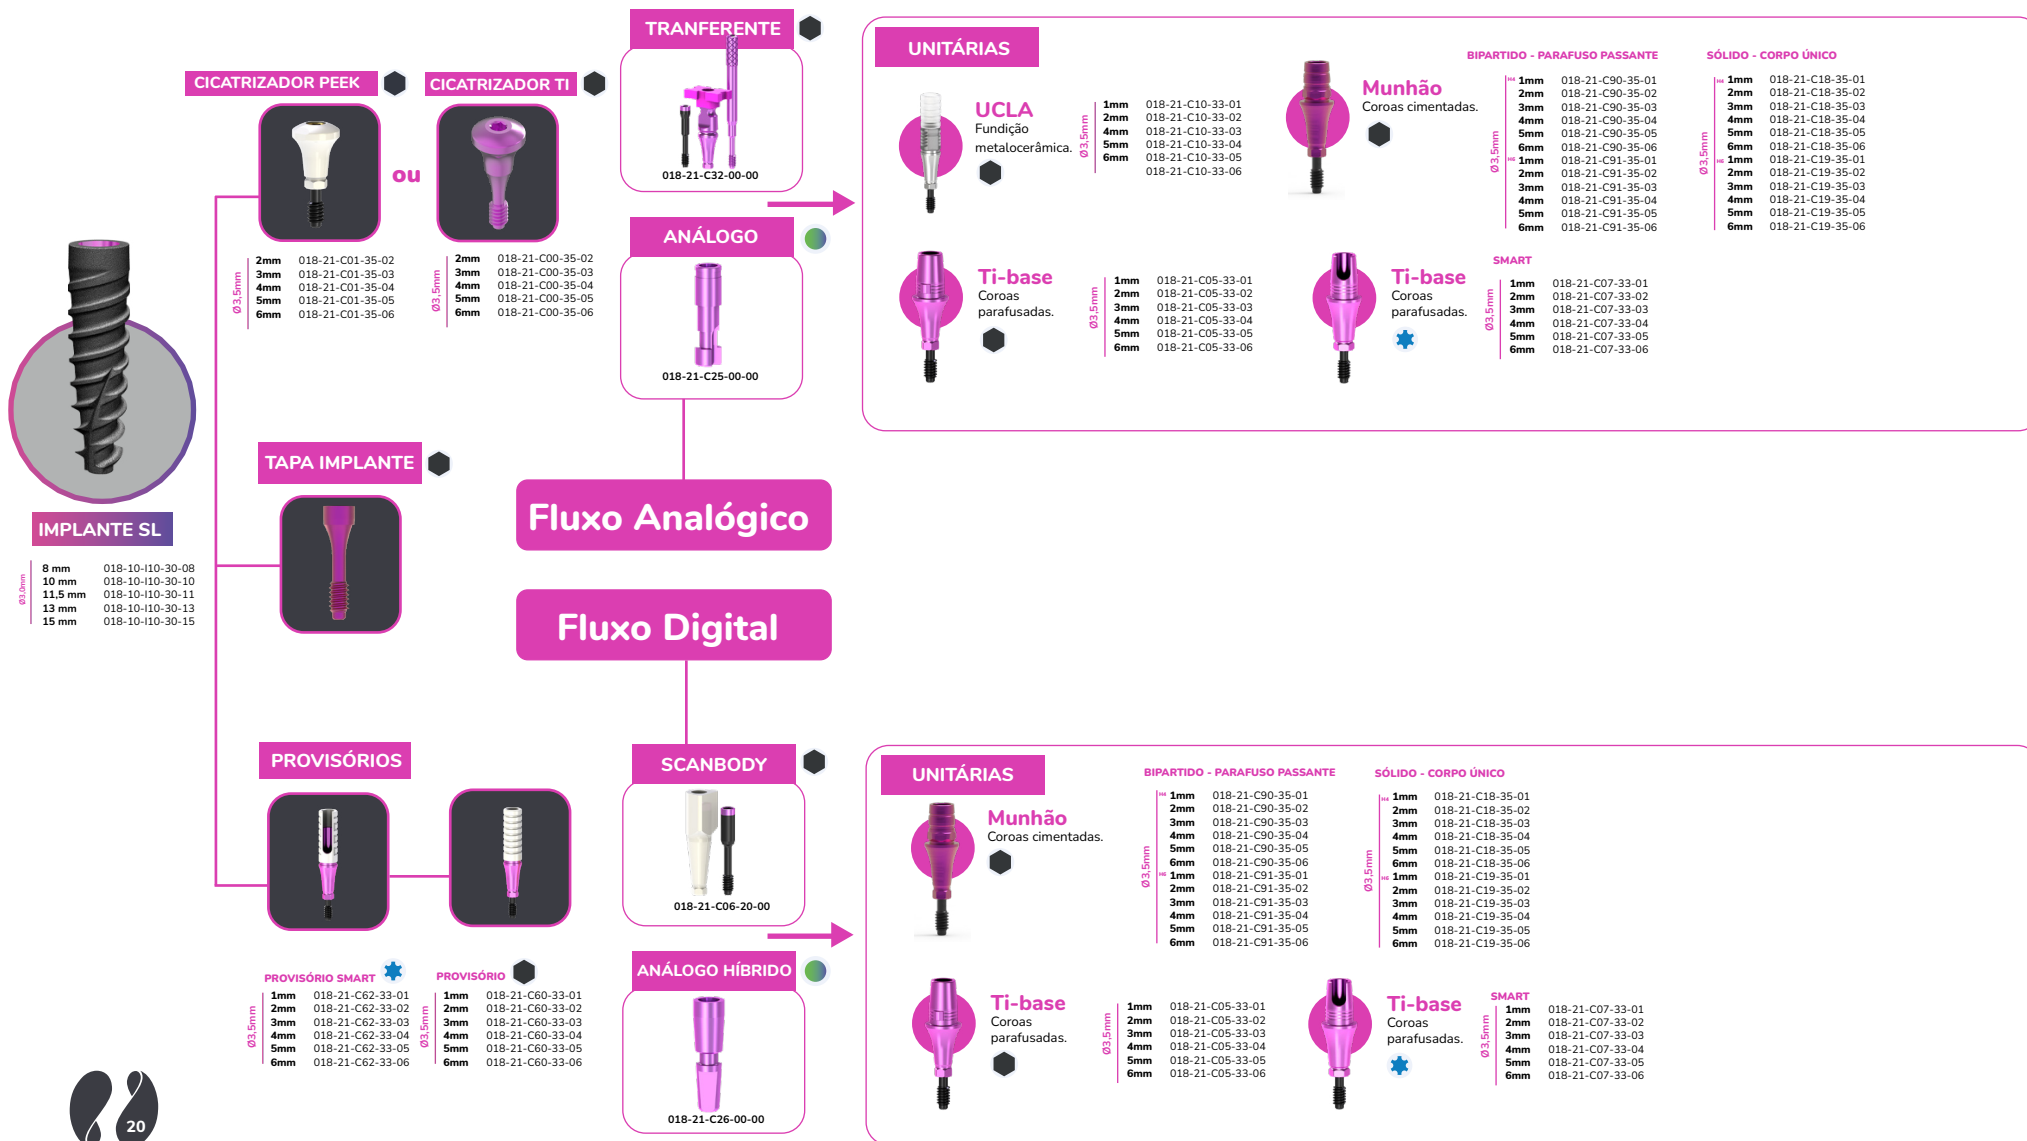 TRANFERENTE
018-21-C32-00-00
CICATRIZADOR PEEK
ou
CICATRIZADOR TI
Ø3,5mm
2mm 018-21-C01-35-02
3mm 018-21-C01-35-03
4mm 018-21-C01-35-04
5mm 018-21-C01-35-05
6mm 018-21-C01-35-06
Ø3,5mm
2mm 018-21-C00-35-02
3mm 018-21-C00-35-03
4mm 018-21-C00-35-04
5mm 018-21-C00-35-05
6mm 018-21-C00-35-06
ANÁLOGO
018-21-C25-00-00
IMPLANTE SL
Ø3,0mm
8 mm 018-10-I10-30-08
10 mm 018-10-I10-30-10
11,5 mm 018-10-I10-30-11
13 mm 018-10-I10-30-13
15 mm 018-10-I10-30-15
TAPA IMPLANTE
Fluxo Analógico
Fluxo Digital
UNITÁRIAS
UCLA
Fundição
metalocerâmica.
Ø3,5mm
1mm 018-21-C10-33-01
2mm 018-21-C10-33-02
4mm 018-21-C10-33-03
5mm 018-21-C10-33-04
6mm 018-21-C10-33-05
018-21-C10-33-06
Munhão
Coroas cimentadas.
BIPARTIDO - PARAFUSO PASSANTE
Ø3,5mm
H4 1mm 018-21-C90-35-01
2mm 018-21-C90-35-02
3mm 018-21-C90-35-03
4mm 018-21-C90-35-04
5mm 018-21-C90-35-05
6mm 018-21-C90-35-06
H6 1mm 018-21-C91-35-01
2mm 018-21-C91-35-02
3mm 018-21-C91-35-03
4mm 018-21-C91-35-04
5mm 018-21-C91-35-05
6mm 018-21-C91-35-06
SÓLIDO - CORPO ÚNICO
Ø3,5mm
H4 1mm 018-21-C18-35-01
2mm 018-21-C18-35-02
3mm 018-21-C18-35-03
4mm 018-21-C18-35-04
5mm 018-21-C18-35-05
6mm 018-21-C18-35-06
H6 1mm 018-21-C19-35-01
2mm 018-21-C19-35-02
3mm 018-21-C19-35-03
4mm 018-21-C19-35-04
5mm 018-21-C19-35-05
6mm 018-21-C19-35-06
Ti-base
Coroas
parafusadas.
Ø3,5mm
1mm 018-21-C05-33-01
2mm 018-21-C05-33-02
3mm 018-21-C05-33-03
4mm 018-21-C05-33-04
5mm 018-21-C05-33-05
6mm 018-21-C05-33-06
Ti-base
Coroas
parafusadas.
SMART
Ø3,5mm
1mm 018-21-C07-33-01
2mm 018-21-C07-33-02
3mm 018-21-C07-33-03
4mm 018-21-C07-33-04
5mm 018-21-C07-33-05
6mm 018-21-C07-33-06
PROVISÓRIOS
PROVISÓRIO SMART
Ø3,5mm
1mm 018-21-C62-33-01
2mm 018-21-C62-33-02
3mm 018-21-C62-33-03
4mm 018-21-C62-33-04
5mm 018-21-C62-33-05
6mm 018-21-C62-33-06
PROVISÓRIO
Ø3,5mm
1mm 018-21-C60-33-01
2mm 018-21-C60-33-02
3mm 018-21-C60-33-03
4mm 018-21-C60-33-04
5mm 018-21-C60-33-05
6mm 018-21-C60-33-06
SCANBODY
018-21-C06-20-00
ANÁLOGO HÍBRIDO
018-21-C26-00-00
UNITÁRIAS
Munhão
Coroas cimentadas.
BIPARTIDO - PARAFUSO PASSANTE
Ø3,5mm
H4 1mm 018-21-C90-35-01
2mm 018-21-C90-35-02
3mm 018-21-C90-35-03
4mm 018-21-C90-35-04
5mm 018-21-C90-35-05
6mm 018-21-C90-35-06
H6 1mm 018-21-C91-35-01
2mm 018-21-C91-35-02
3mm 018-21-C91-35-03
4mm 018-21-C91-35-04
5mm 018-21-C91-35-05
6mm 018-21-C91-35-06
SÓLIDO - CORPO ÚNICO
Ø3,5mm
H4 1mm 018-21-C18-35-01
2mm 018-21-C18-35-02
3mm 018-21-C18-35-03
4mm 018-21-C18-35-04
5mm 018-21-C18-35-05
6mm 018-21-C18-35-06
H6 1mm 018-21-C19-35-01
2mm 018-21-C19-35-02
3mm 018-21-C19-35-03
4mm 018-21-C19-35-04
5mm 018-21-C19-35-05
6mm 018-21-C19-35-06
Ti-base
Coroas
parafusadas.
Ø3,5mm
1mm 018-21-C05-33-01
2mm 018-21-C05-33-02
3mm 018-21-C05-33-03
4mm 018-21-C05-33-04
5mm 018-21-C05-33-05
6mm 018-21-C05-33-06
Ti-base
Coroas
parafusadas.
SMART
Ø3,5mm
1mm 018-21-C07-33-01
2mm 018-21-C07-33-02
3mm 018-21-C07-33-03
4mm 018-21-C07-33-04
5mm 018-21-C07-33-05
6mm 018-21-C07-33-06
20